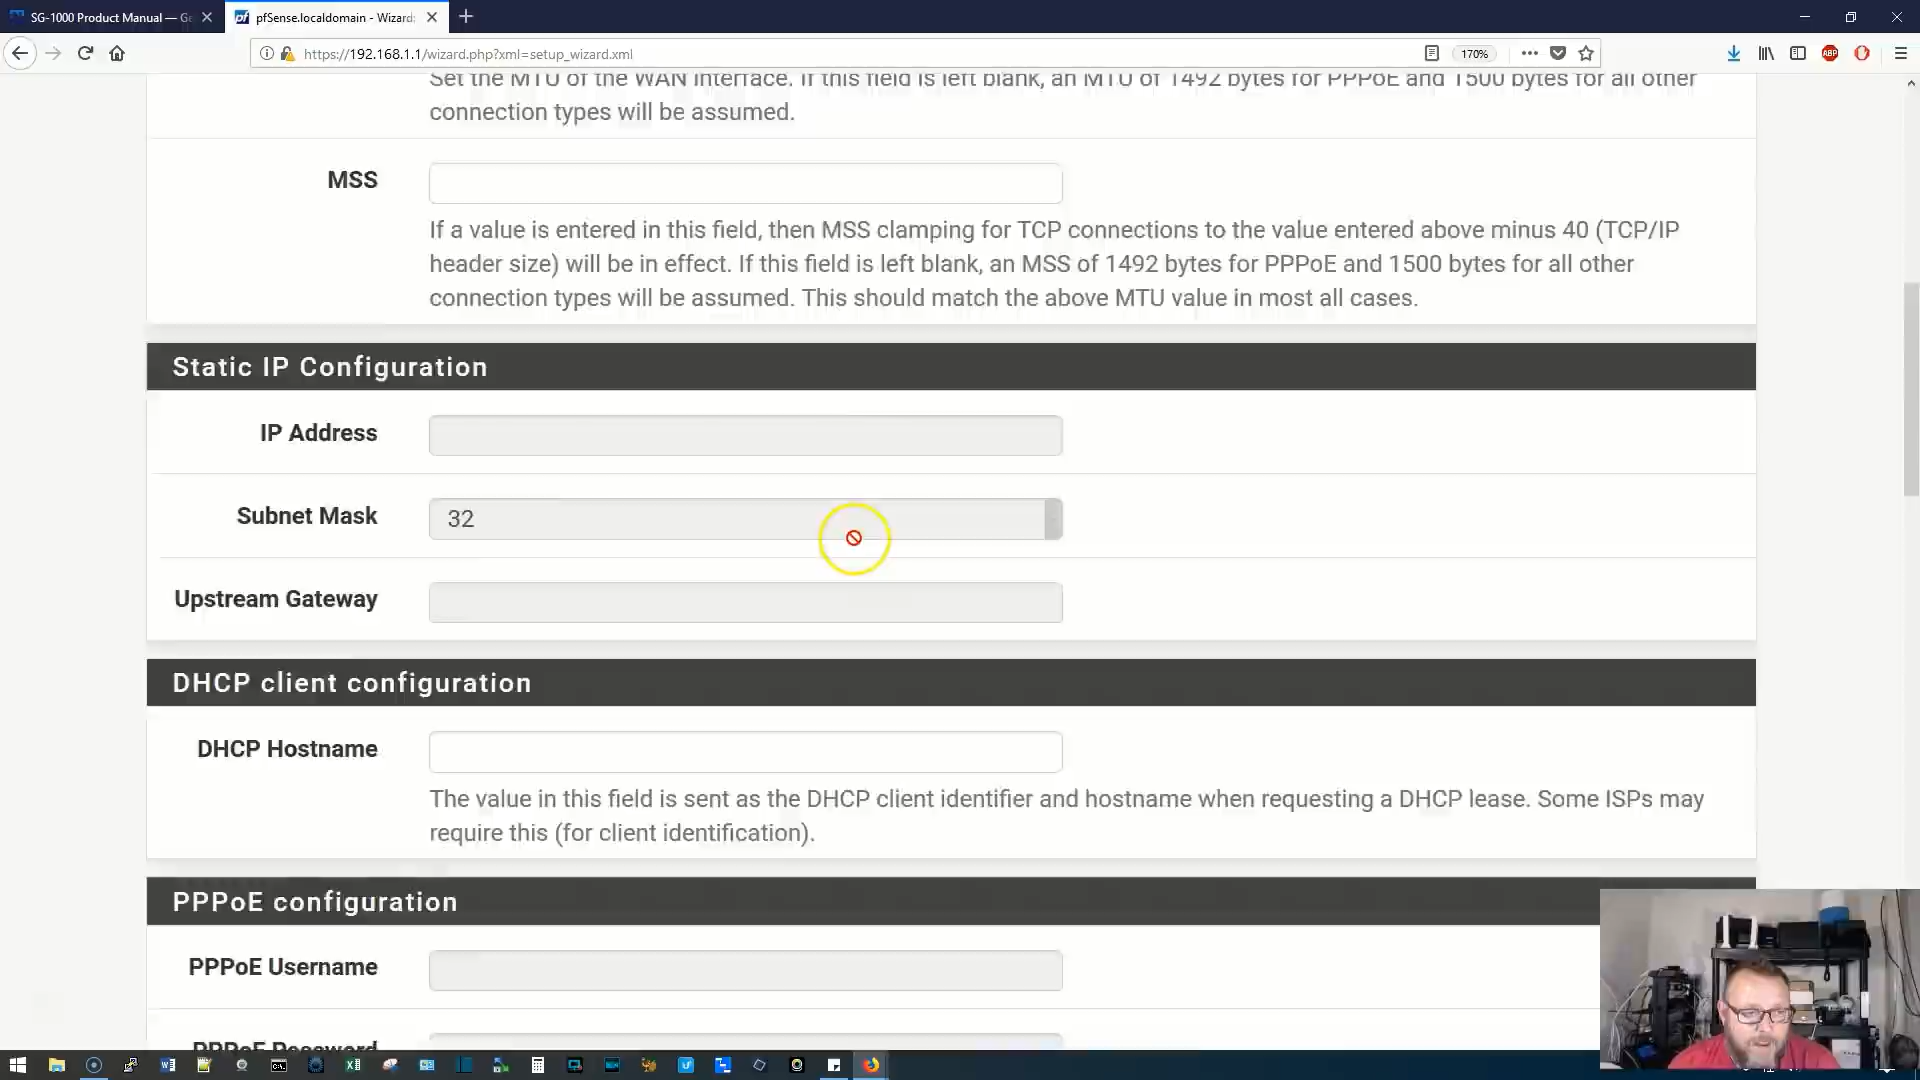 SG-1000 Product Manual — Ge
pfSense.localdomain - Wizard:
https://192.168.1.1/wizard.php?xml=setup_wizard.xml
170%
Set the MTU of the WAN interface. If this field is left blank, an MTU of 1492 bytes for PPPoE and 1500 bytes for all other
connection types will be assumed.
MSS
If a value is entered in this field, then MSS clamping for TCP connections to the value entered above minus 40 (TCP/IP
header size) will be in effect. If this field is left blank, an MSS of 1492 bytes for PPPoE and 1500 bytes for all other
connection types will be assumed. This should match the above MTU value in most all cases.
Static IP Configuration
IP Address
Subnet Mask
32
Upstream Gateway
DHCP client configuration
DHCP Hostname
The value in this field is sent as the DHCP client identifier and hostname when requesting a DHCP lease. Some ISPs may
require this (for client identification).
PPPoE configuration
PPPoE Username
PPPoE Password